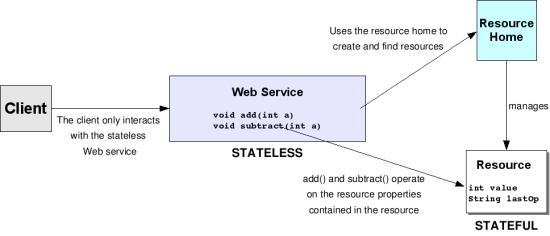 Client
The client only interacts
with the stateless
Web service
Web Service
void add(int a)
void subtract(int a)
STATELESS
Uses the resource home to
create and find resources
Resource
Home
manages
add() and subtract() operate
on the resource properties
contained in the resource
Resource
int value
String lastOp
STATEFUL